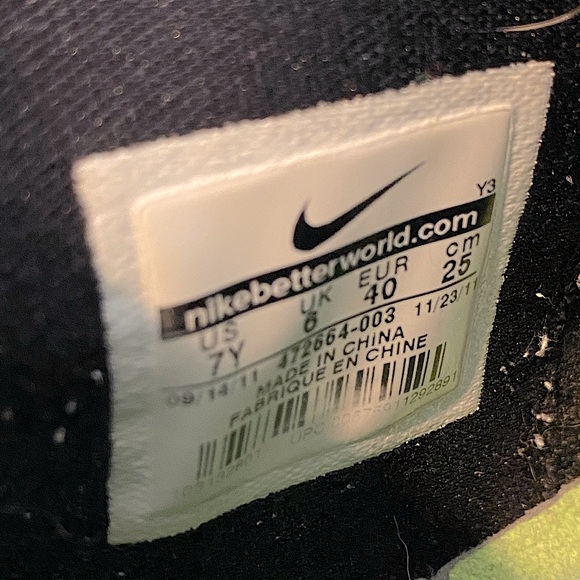 Y3
nikebetterworld.com
US UK EUR cm
7Y 6 40 25
09/14/11 472664-003 11/23/11
MADE IN CHINA
FABRIQUE EN CHINE
UPC